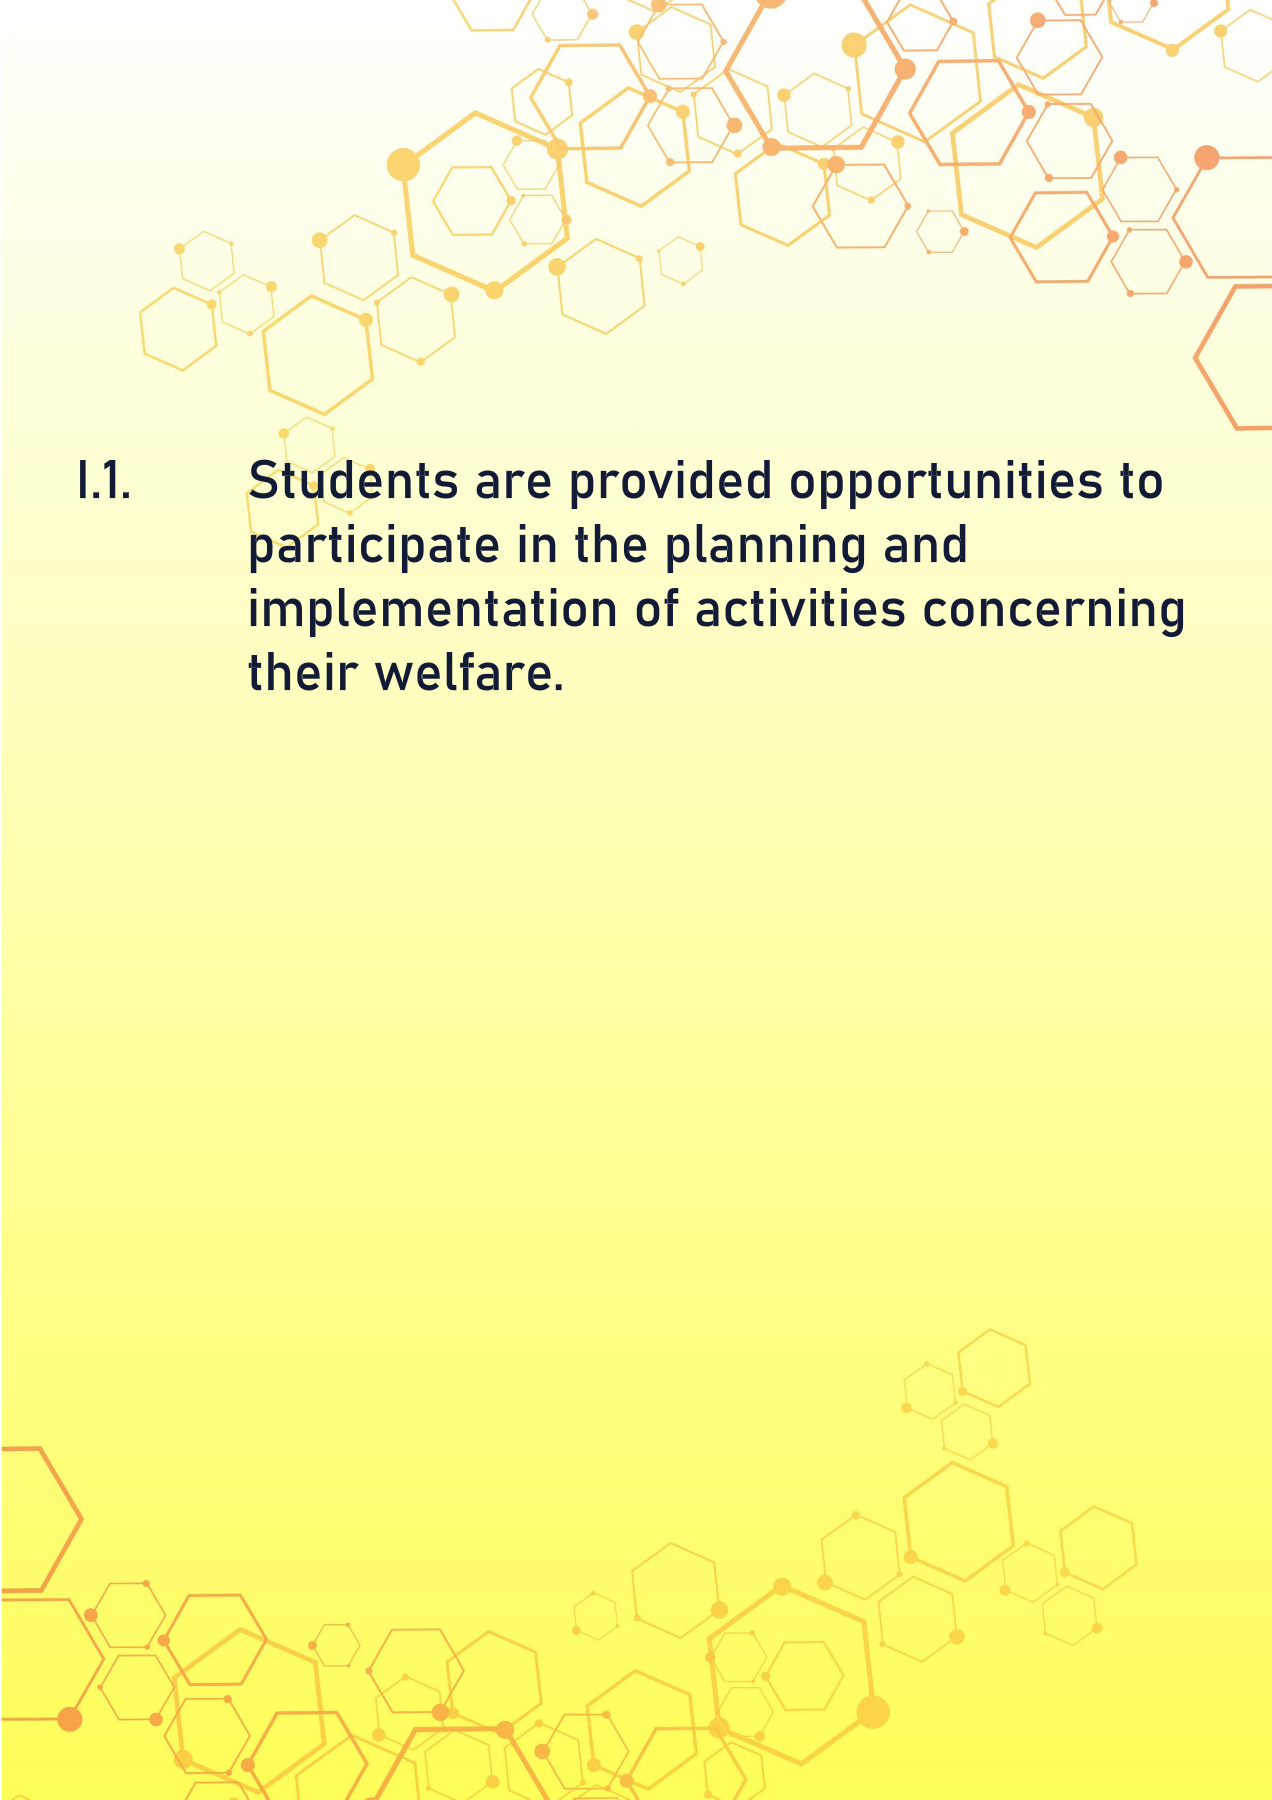 I.1. Students are provided opportunities to
participate in the planning and
implementation of activities concerning
their welfare.